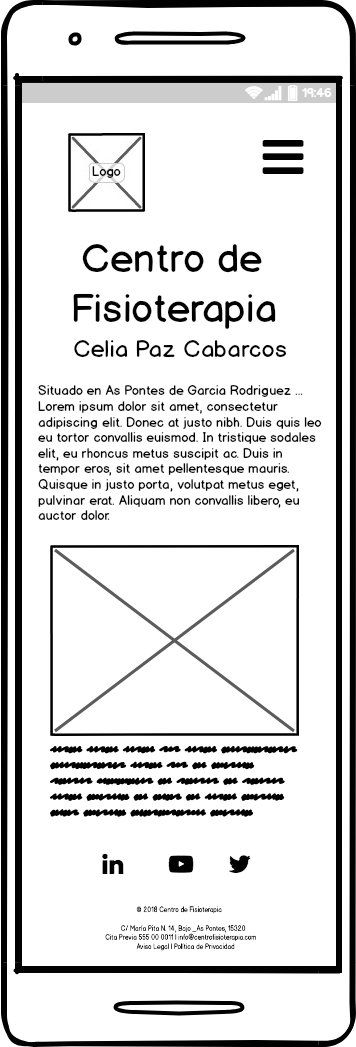 19:46
Logo
Centro de
Fisioterapia
Celia Paz Cabarcos
Situado en As Pontes de Garcia Rodriguez ...
Lorem ipsum dolor sit amet, consectetur
adipiscing elit. Donec at justo nibh. Duis quis leo
eu tortor convallis euismod. In tristique sodales
elit, eu rhoncus metus suscipit ac. Duis in
tempor eros, sit amet pellentesque mauris.
Quisque in justo porta, volutpat metus eget,
pulvinar erat. Aliquam non convallis libero, eu
auctor dolor.
in
© 2018 Centro de Fisioterapia
C/ María Pita N. 14, Bajo _As Pontes, 15320
Cita Previa 555 00 0011 | info@centrofisioterapia.com
Aviso Legal | Política de Privacidad